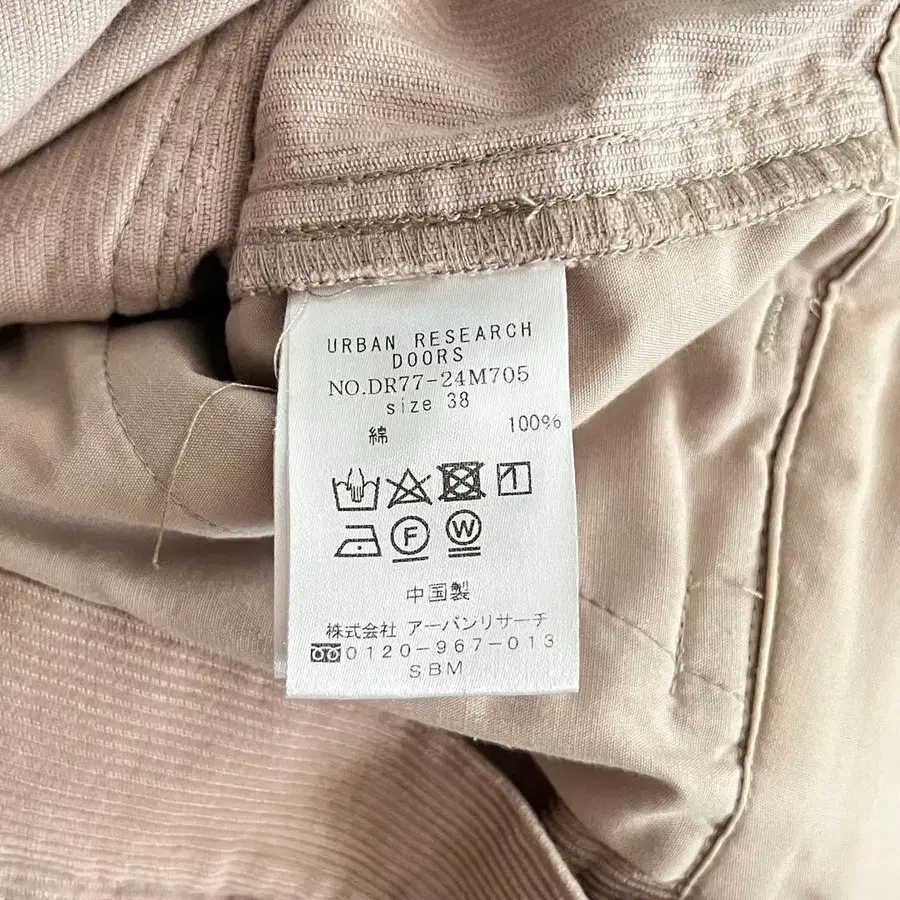 URBAN RESEARCH
DOORS
NO.DR77-24M705
size 38
綿 100%
F W
中国製
株式会社 アーバンリサーチ
0120-967-013
SBM